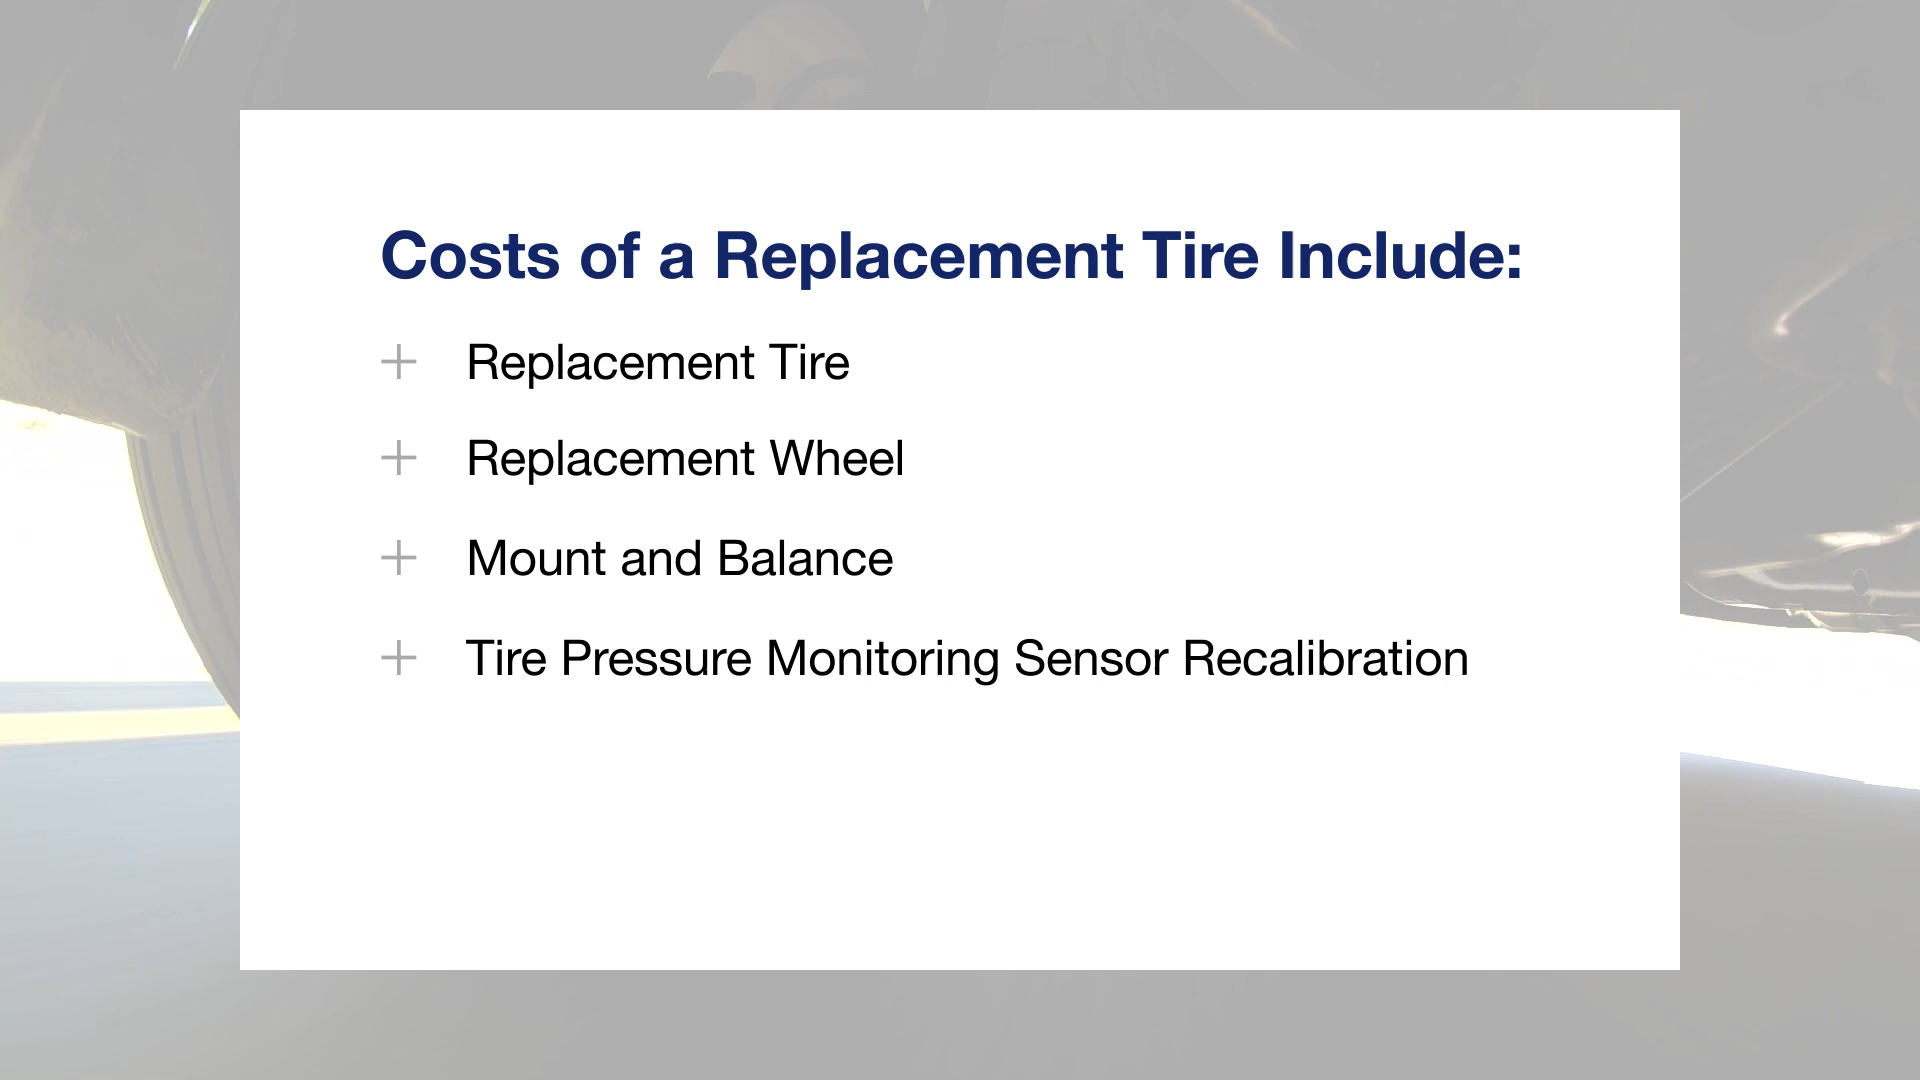 Costs of a Replacement Tire Include:
+ Replacement Tire
+ Replacement Wheel
+ Mount and Balance
+ Tire Pressure Monitoring Sensor Recalibration